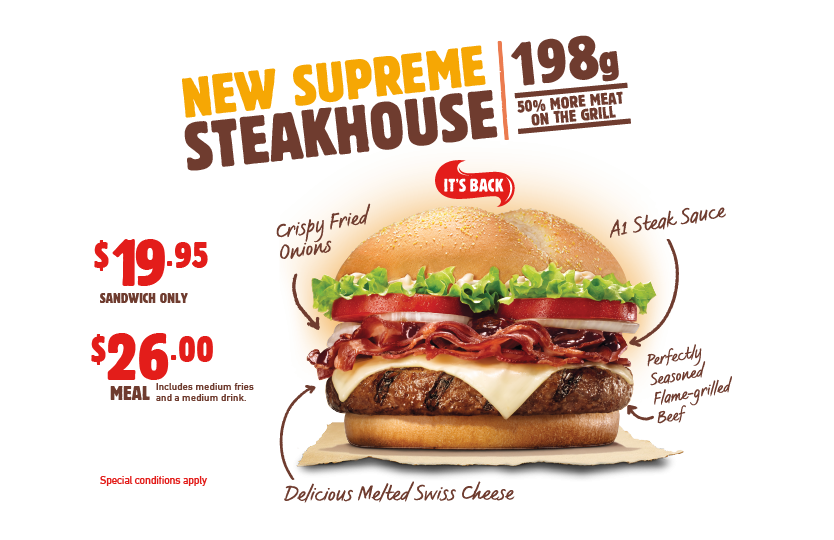 NEW SUPREME
STEAKHOUSE
198g
50% MORE MEAT
ON THE GRILL
IT'S BACK
Crispy Fried
Onions
A1 Steak Sauce
$19.95
SANDWICH ONLY
$26.00
MEAL
Includes medium fries
and a medium drink.
Perfectly
Seasoned
Flame-grilled
Beef
Special conditions apply
Delicious Melted Swiss Cheese